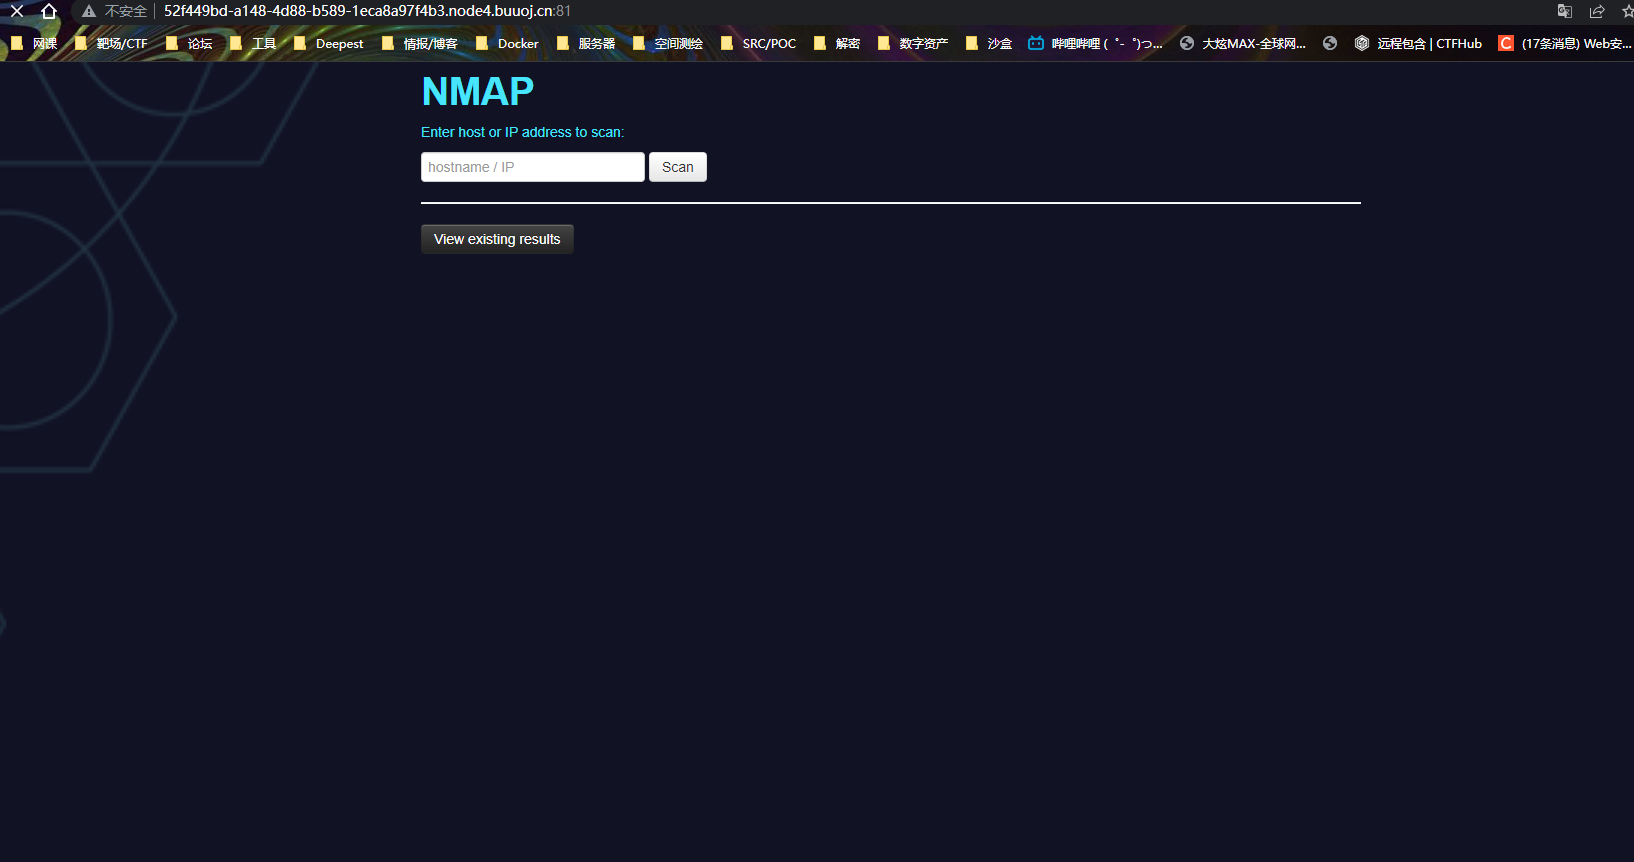 不安全 52f449bd-a148-4d88-b589-1eca8a97f4b3.node4.buuoj.cn:81
网课 靶场/CTF 论坛 工具 Deepest 情报/博客 Docker 服务器 空间测绘 SRC/POC 解密 数字资产 沙盒 哔哩哔哩 ( ゜- ゜)つ... 大炫MAX-全球网... 远程包含 | CTFHub C (17条消息) Web安...
NMAP
Enter host or IP address to scan:
hostname / IP Scan
View existing results